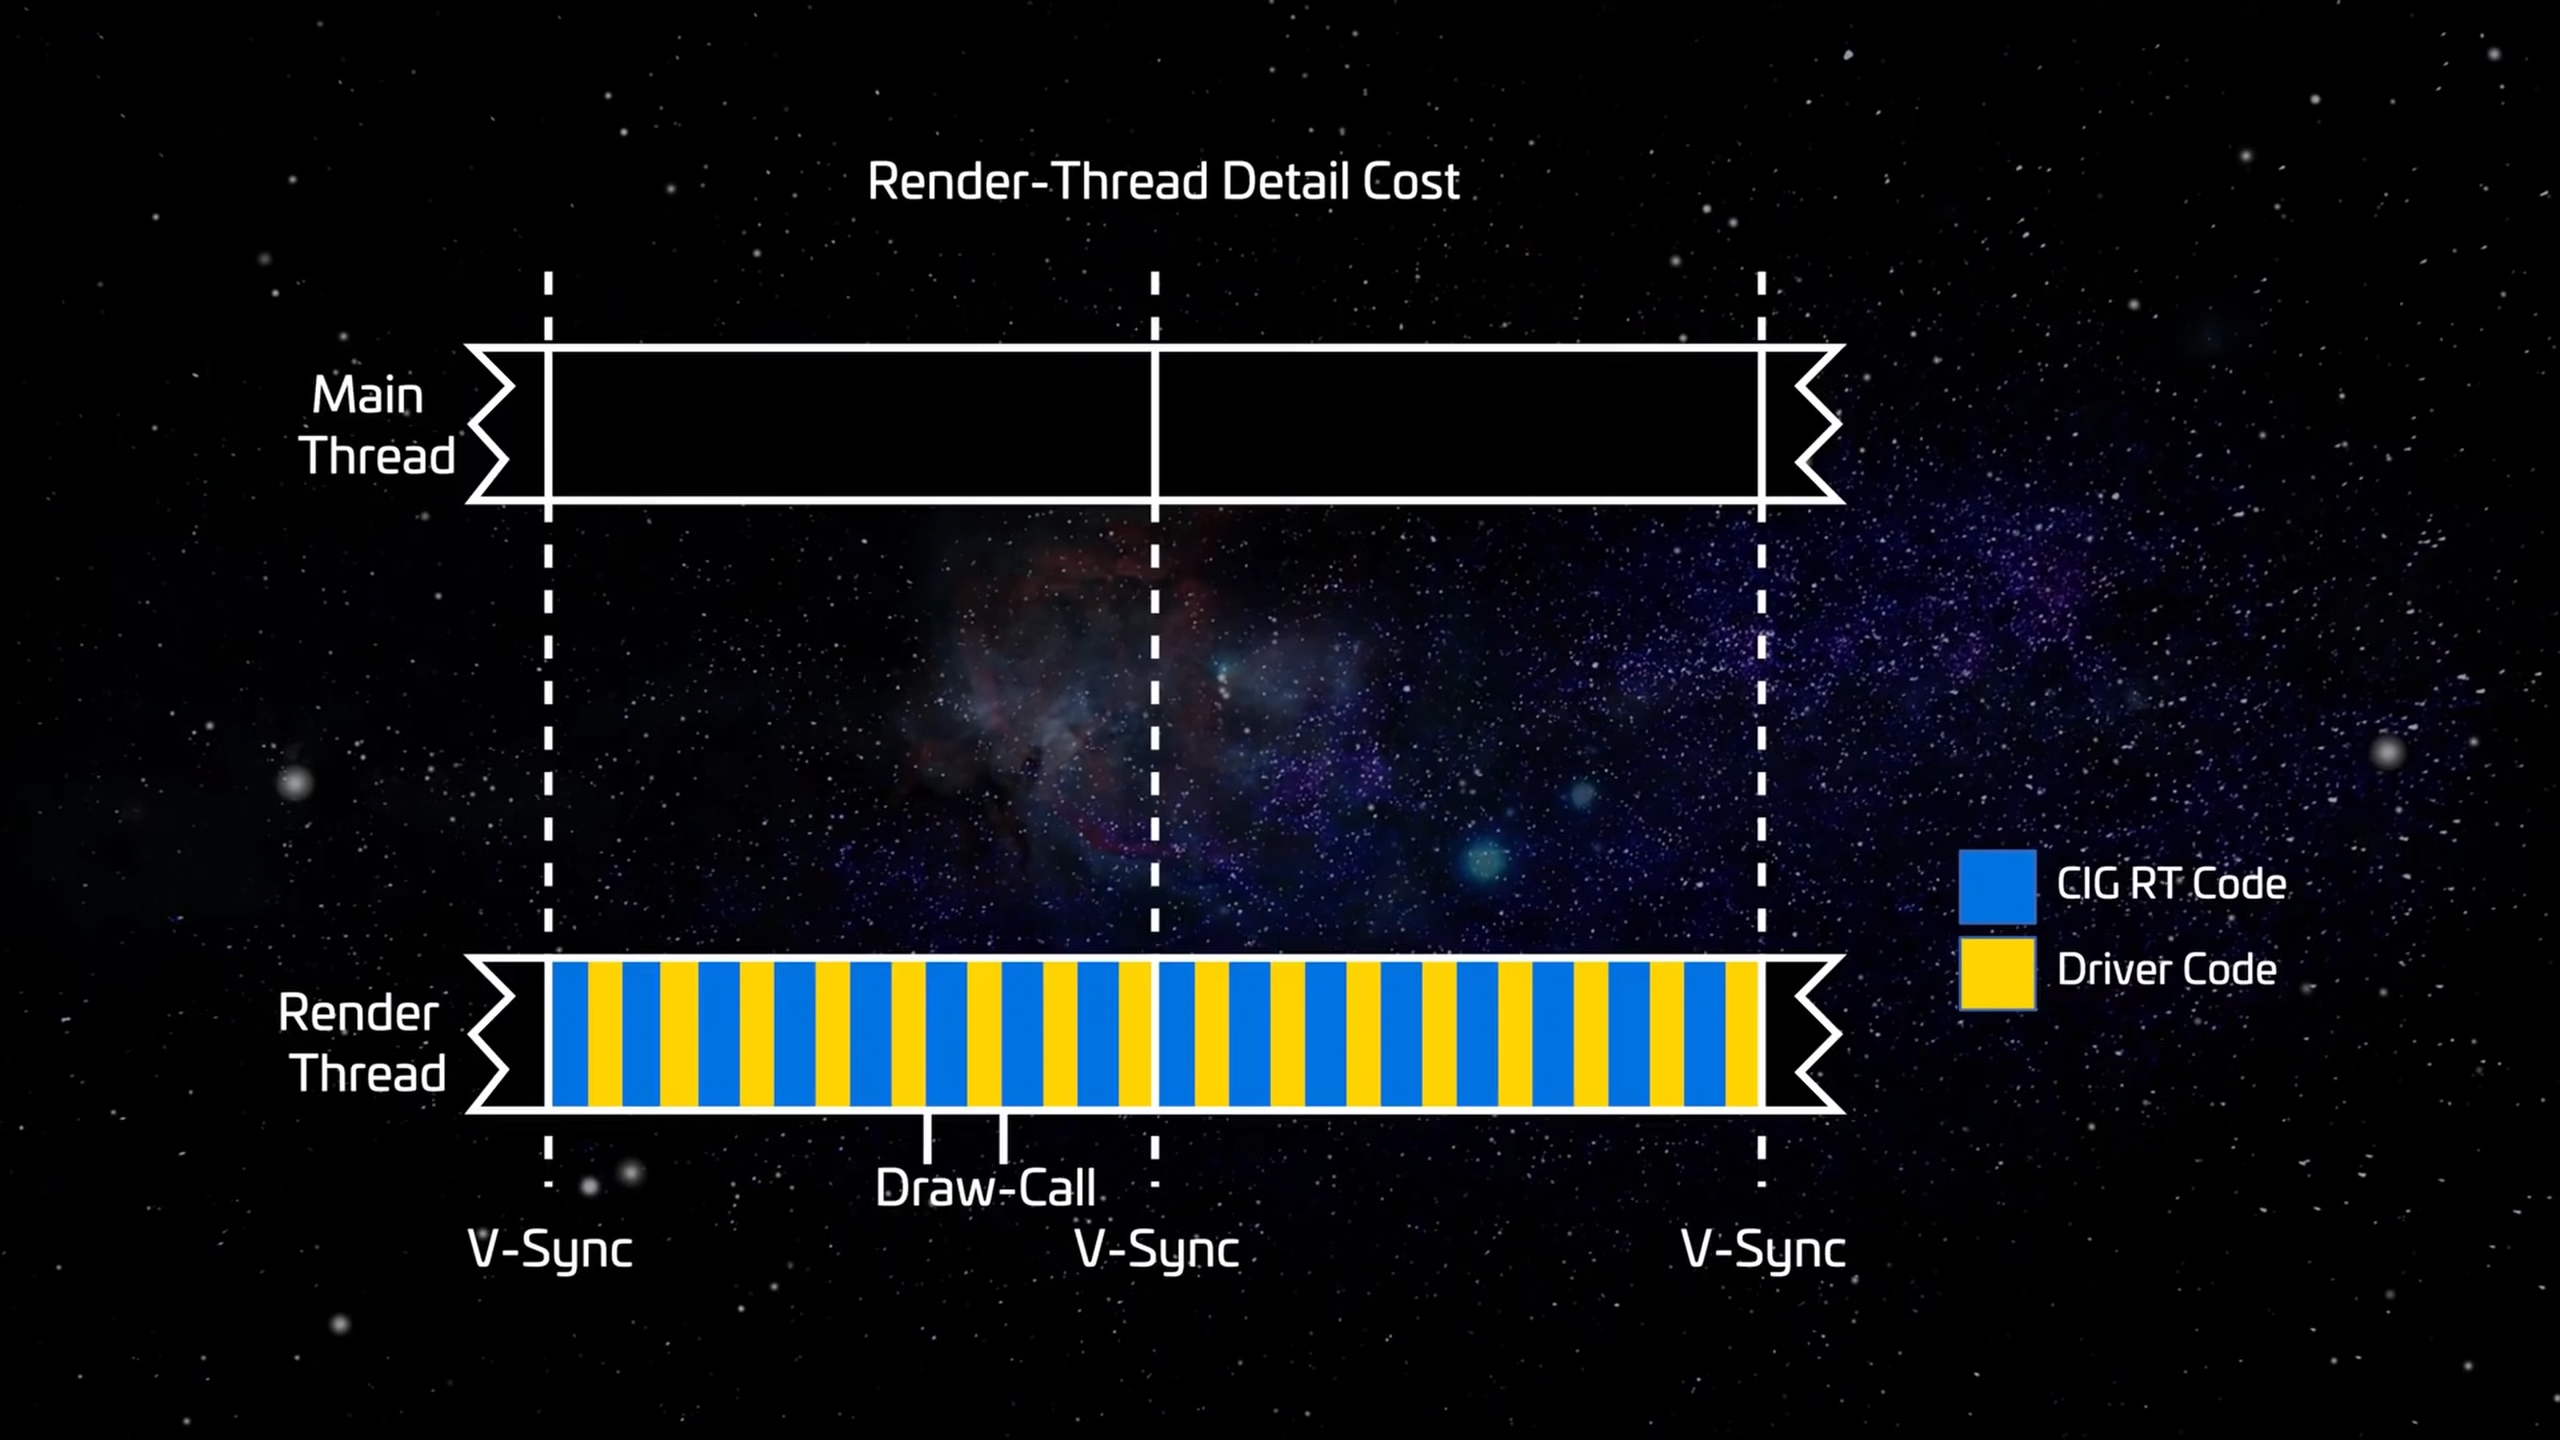 Render-Thread Detail Cost
Main
Thread
CIG RT Code
Driver Code
Render
Thread
Draw-Call
V-Sync
V-Sync
V-Sync